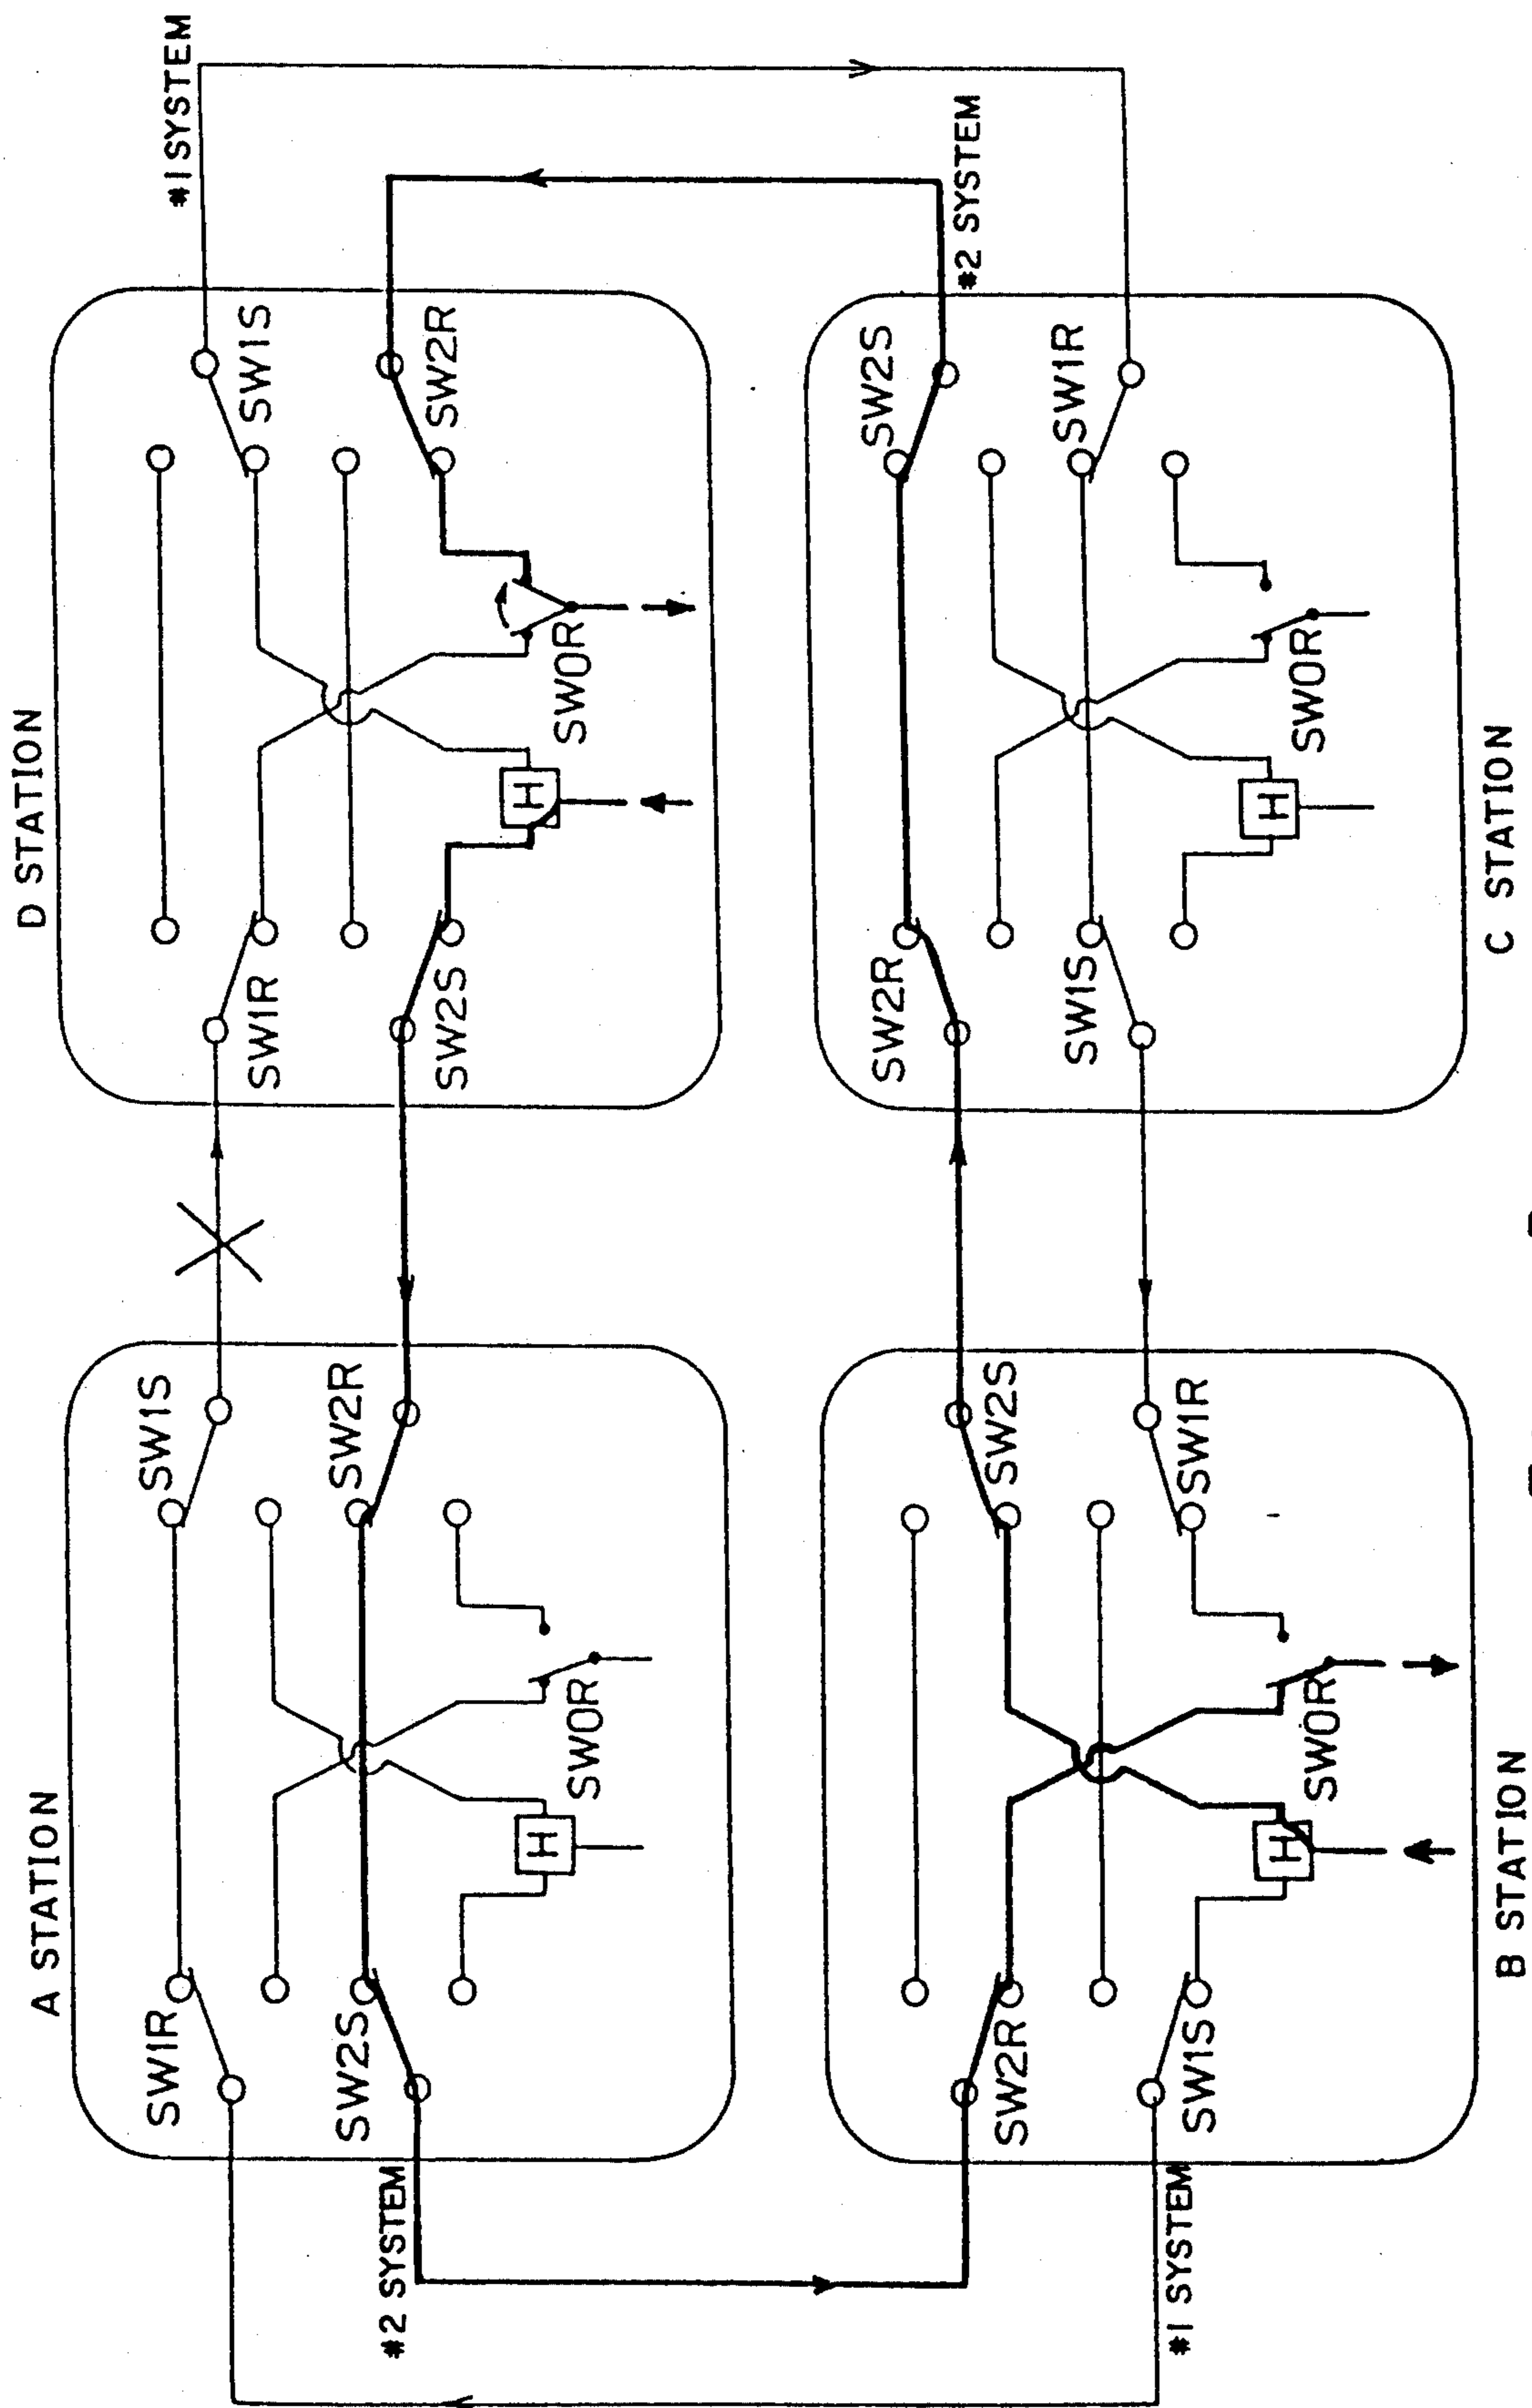 A STATION
SW1R
SW1S
SW2S
SW2R
H
SW0R
#2 SYSTEM
D STATION
SW1R
SW1S
SW2S
SW2R
H
SW0R
#1 SYSTEM
B STATION
SW2R
SW2S
SW1S
SW1R
H
SW0R
#1 SYSTEM
C STATION
SW2R
SW2S
SW1S
SW1R
H
SW0R
#2 SYSTEM